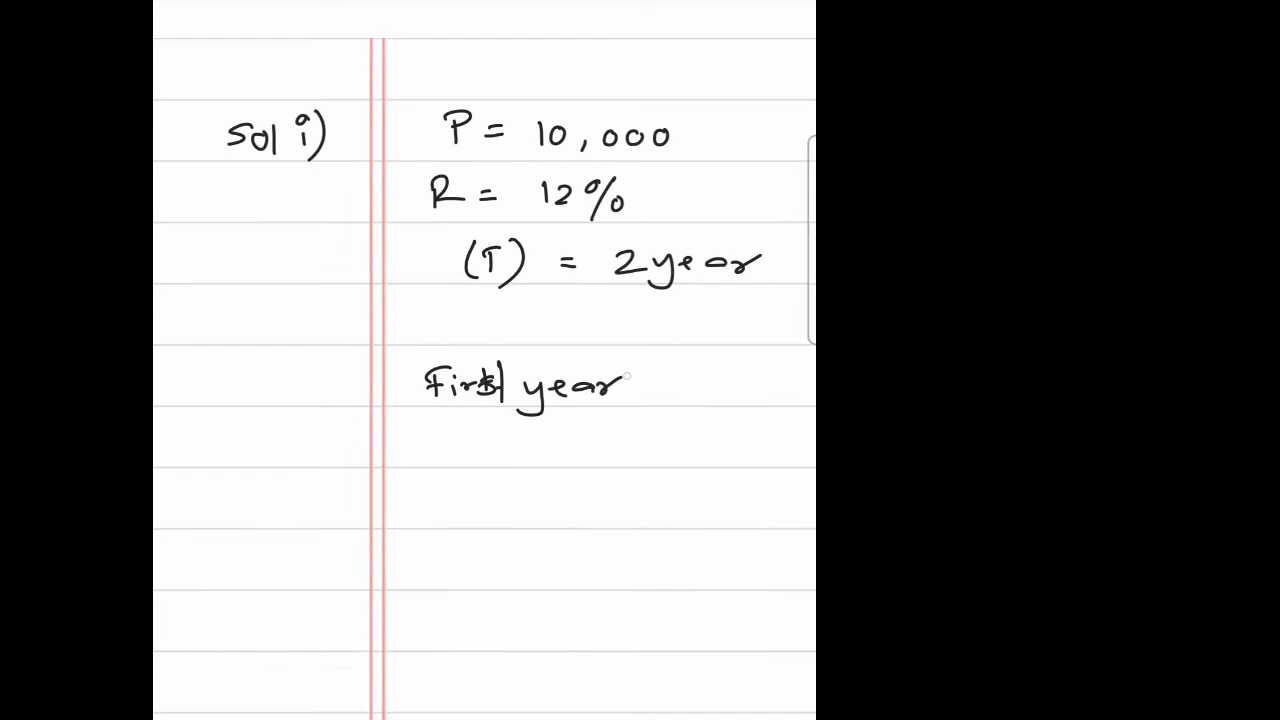 Sol i) P = 10,000
R = 12%
(T) = 2 year
First year